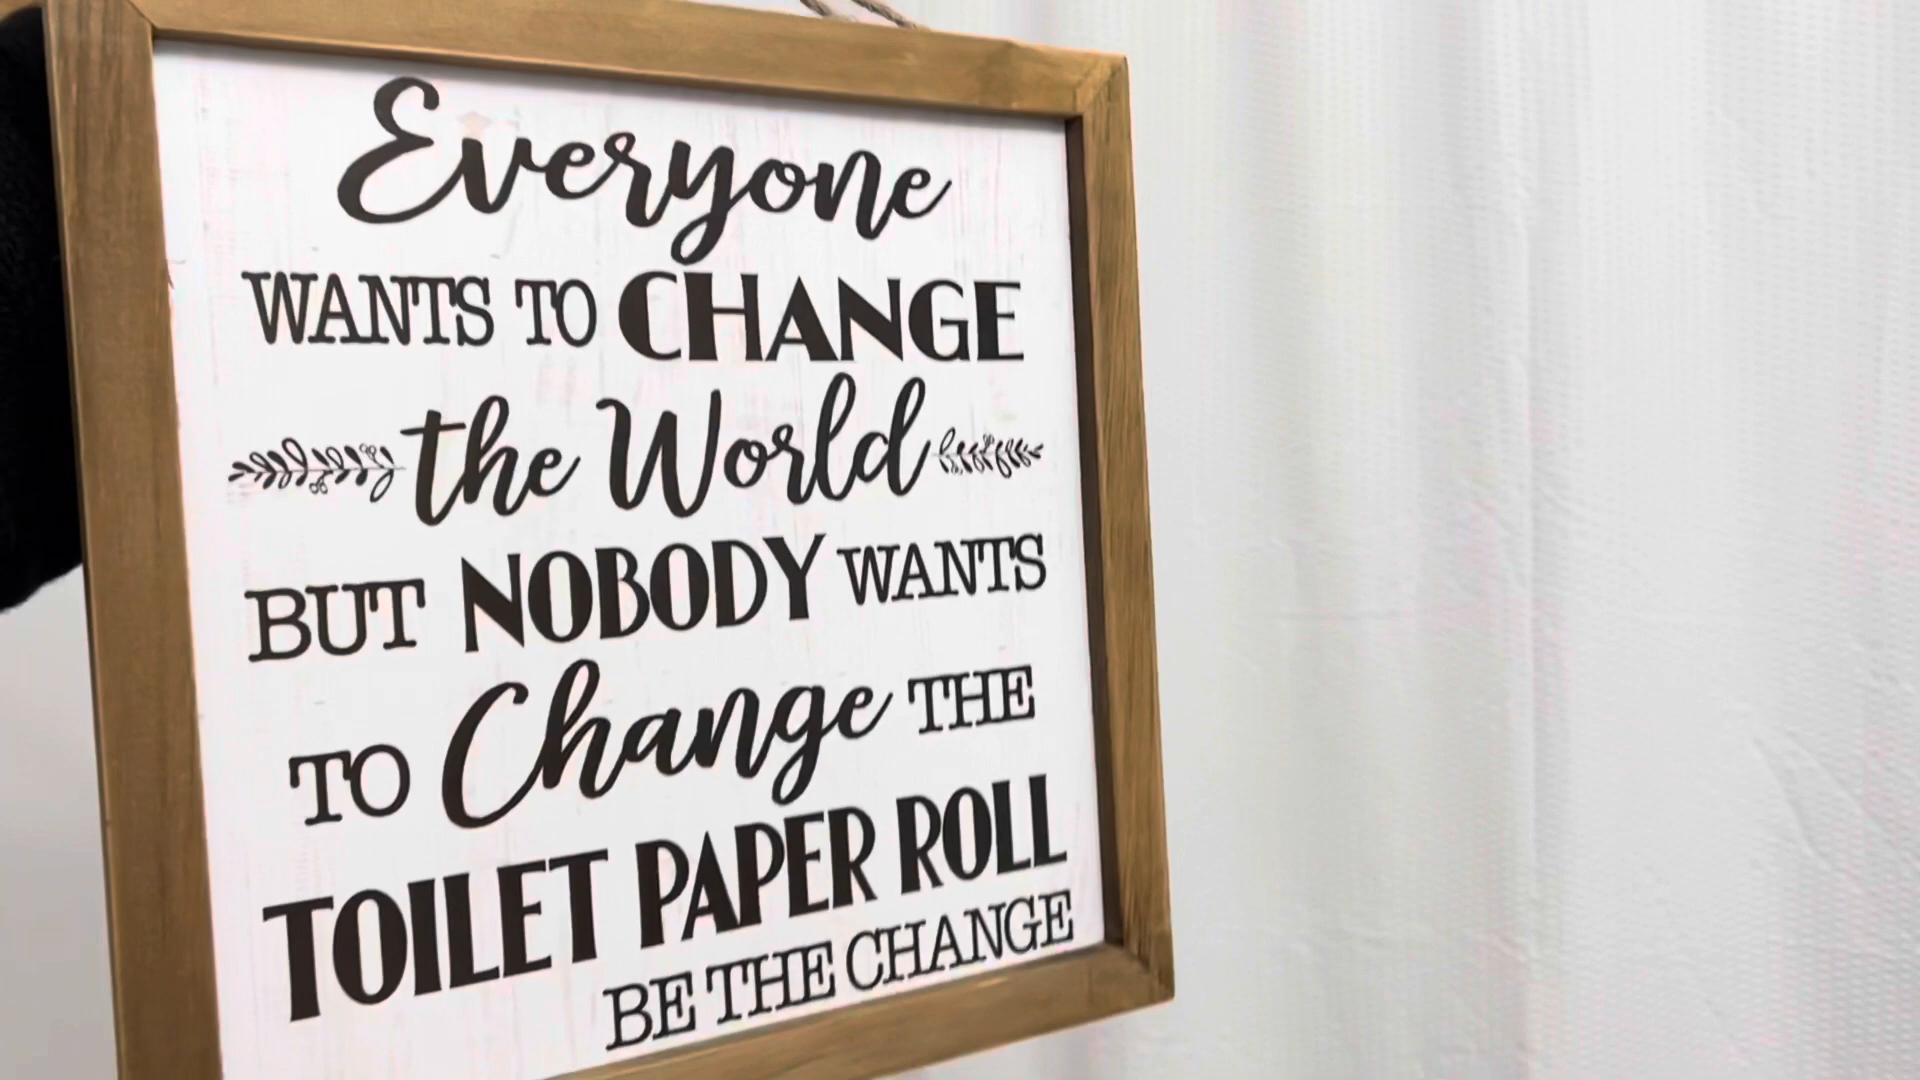 Everyone
WANTS TO CHANGE
the World
BUT NOBODY WANTS
TO Change THE
TOILET PAPER ROLL
BE THE CHANGE